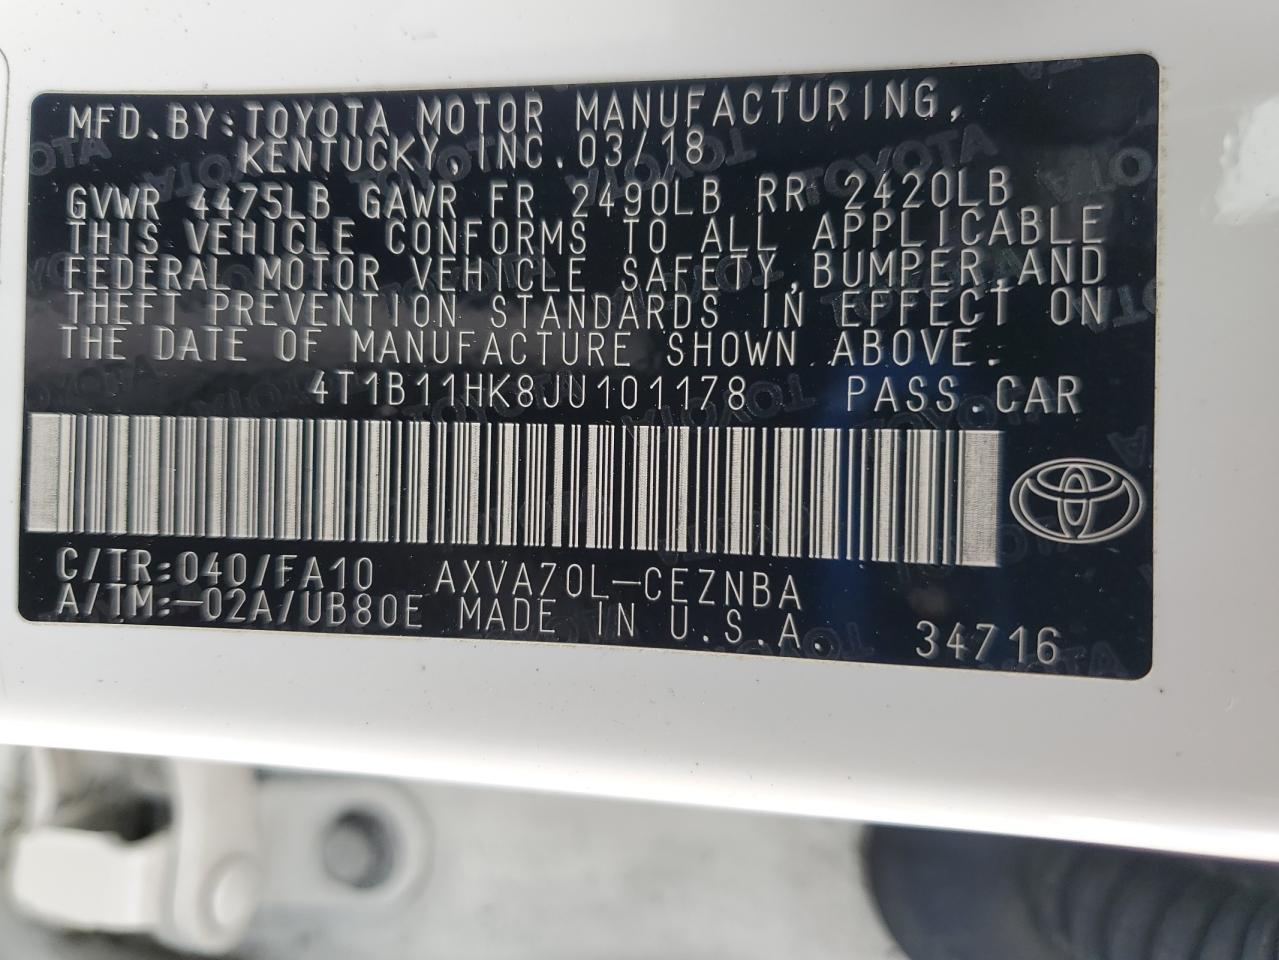 MFD.BY:TOYOTA MOTOR MANUFACTURING,
KENTUCKY,INC.03/18
GVWR 4475LB GAWR FR 2490LB RR 2420LB
THIS VEHICLE CONFORMS TO ALL APPLICABLE
FEDERAL MOTOR VEHICLE SAFETY,BUMPER,AND
THEFT PREVENTION STANDARDS IN EFFECT ON
THE DATE OF MANUFACTURE SHOWN ABOVE.
4T1B11HK8JU101178 PASS.CAR
C/TR:040/FA10 AXVA70L-CEZNBA
A/TM:-02A/UB80E MADE IN U.S.A. 34716